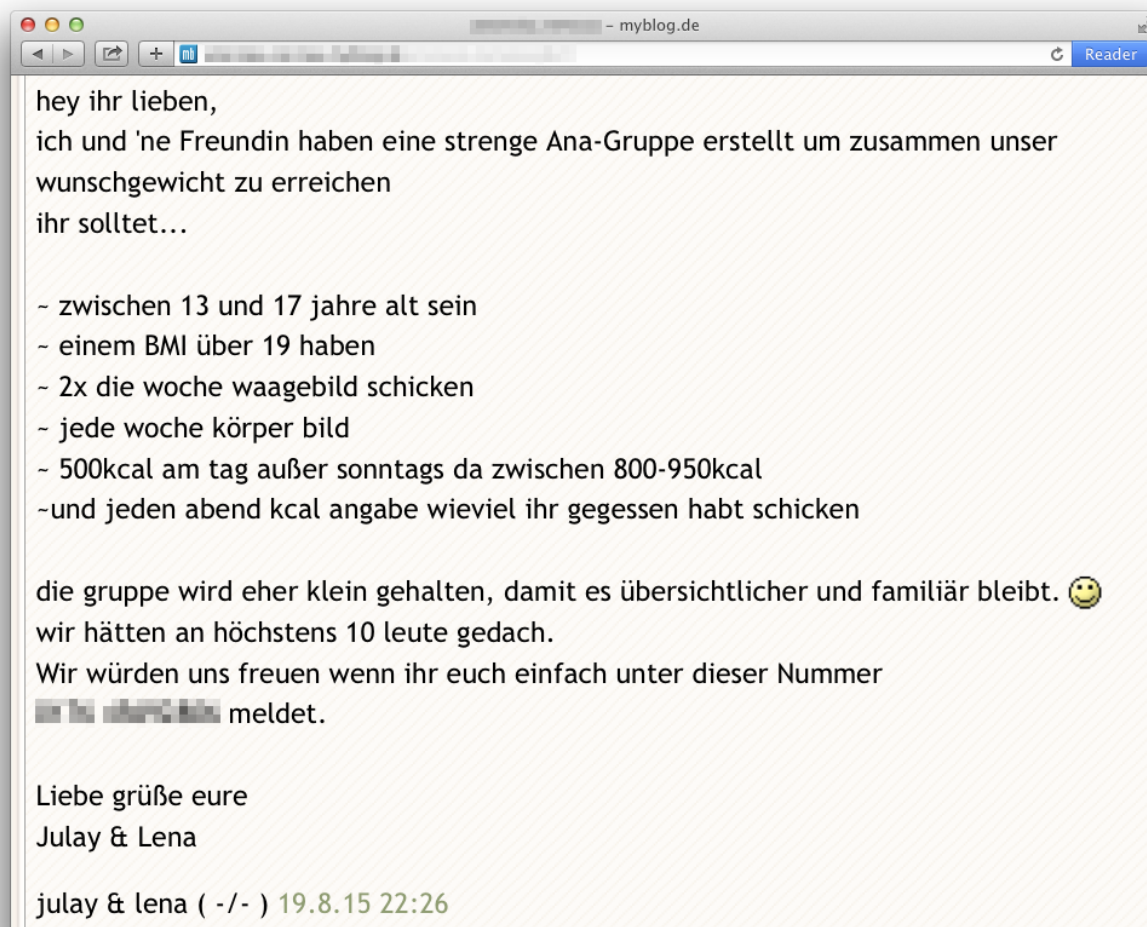 – myblog.de
Reader
hey ihr lieben,
ich und 'ne Freundin haben eine strenge Ana-Gruppe erstellt um zusammen unser
wunschgewicht zu erreichen
ihr solltet...
~ zwischen 13 und 17 jahre alt sein
~ einem BMI über 19 haben
~ 2x die woche waagebild schicken
~ jede woche körper bild
~ 500kcal am tag außer sonntags da zwischen 800-950kcal
~und jeden abend kcal angabe wieviel ihr gegessen habt schicken
die gruppe wird eher klein gehalten, damit es übersichtlicher und familiär bleibt.
wir hätten an höchstens 10 leute gedach.
Wir würden uns freuen wenn ihr euch einfach unter dieser Nummer
meldet.
Liebe grüße eure
Julay & Lena
julay & lena ( -/- ) 19.8.15 22:26